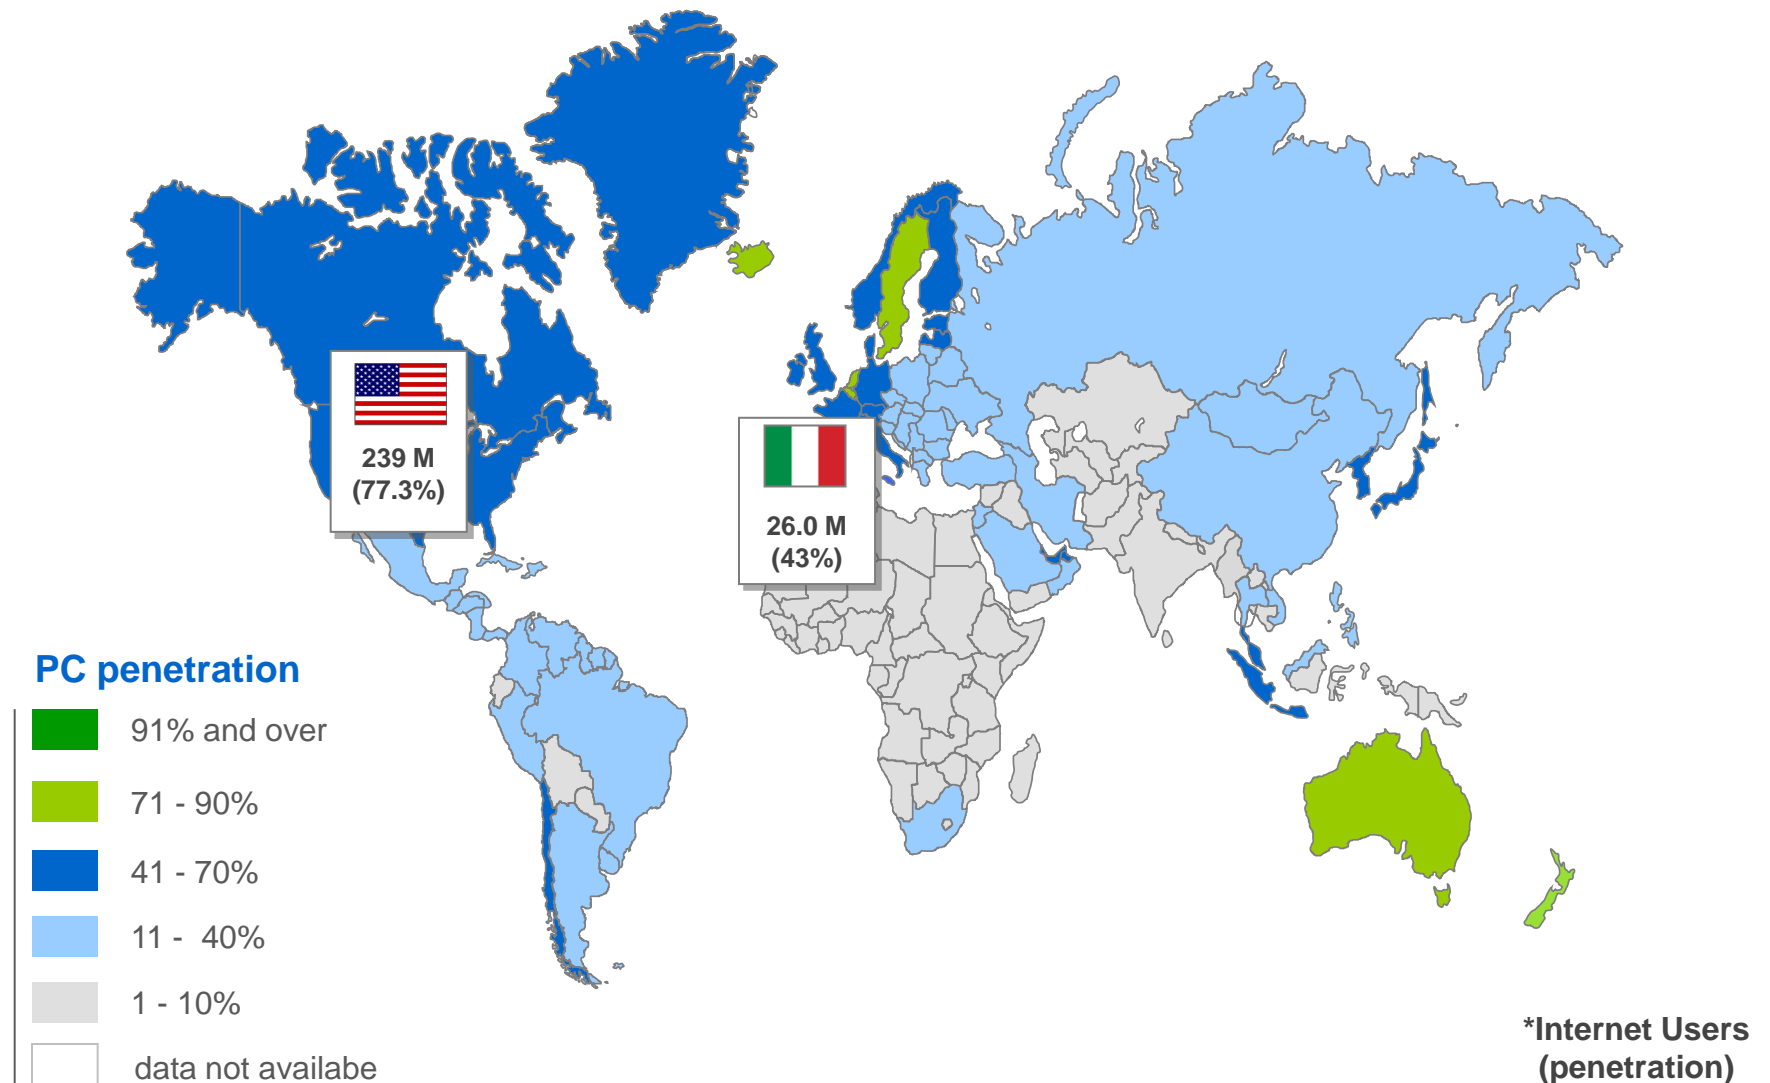 239 M
(77.3%)
26.0 M
(43%)
PC penetration
91% and over
71 - 90%
41 - 70%
11 - 40%
1 - 10%
data not availabe
*Internet Users
(penetration)